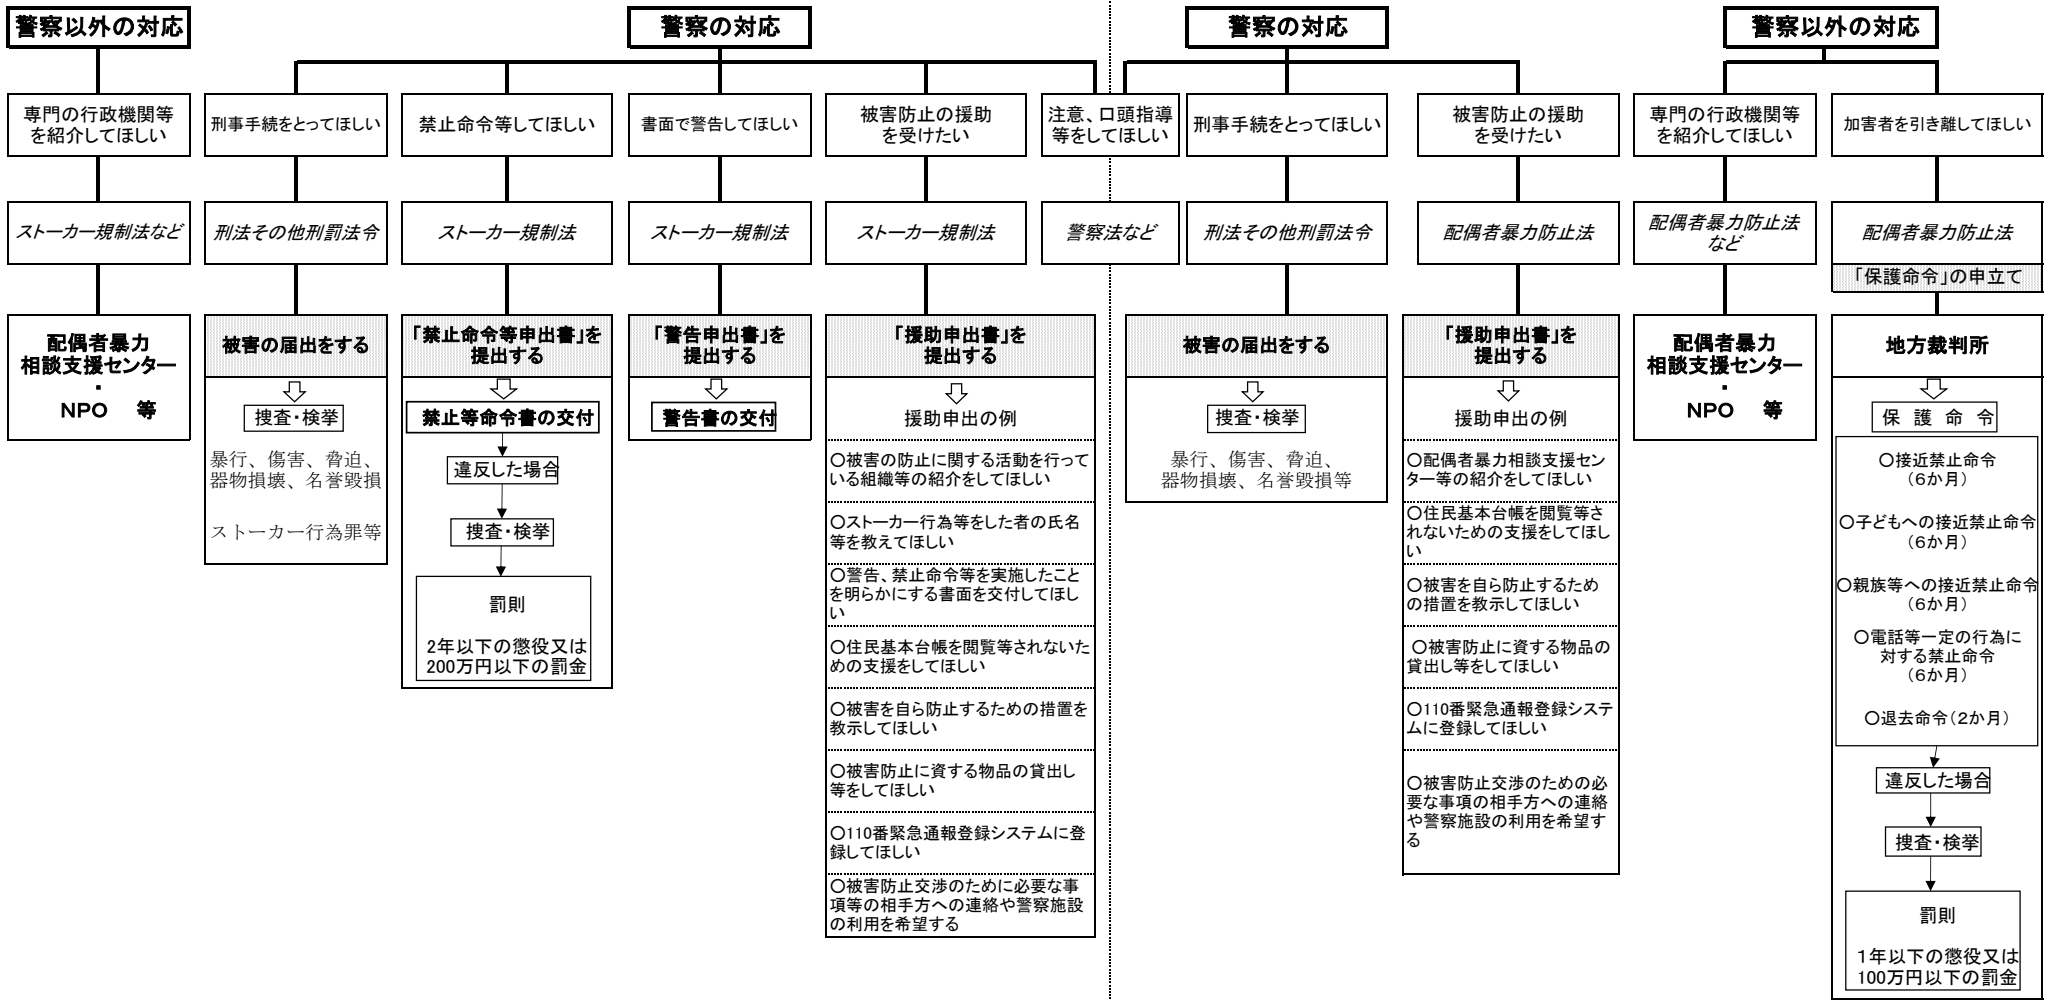 警察以外の対応
警察の対応
警察の対応
警察以外の対応
専門の行政機関等
を紹介してほしい
刑事手続をとってほしい
禁止命令等してほしい
書面で警告してほしい
被害防止の援助
を受けたい
注意、口頭指導
等をしてほしい
刑事手続をとってほしい
被害防止の援助
を受けたい
専門の行政機関等
を紹介してほしい
加害者を引き離してほしい
ストーカー規制法など
刑法その他刑罰法令
ストーカー規制法
ストーカー規制法
ストーカー規制法
警察法など
刑法その他刑罰法令
配偶者暴力防止法
配偶者暴力防止法
など
配偶者暴力防止法
「保護命令」の申立て
配偶者暴力
相談支援センター
・
NPO 等
被害の届出をする
捜査・検挙
暴行、傷害、脅迫、
器物損壊、名誉毀損
ストーカー行為罪等
「禁止命令等申出書」を
提出する
禁止等命令書の交付
違反した場合
捜査・検挙
罰則
2年以下の懲役又は
200万円以下の罰金
「警告申出書」を
提出する
警告書の交付
「援助申出書」を
提出する
援助申出の例
○被害の防止に関する活動を行って
いる組織等の紹介をしてほしい
○ストーカー行為等をした者の氏名
等を教えてほしい
○警告、禁止命令等を実施したこと
を明らかにする書面を交付してほし
い
○住民基本台帳を閲覧等されないた
めの支援をしてほしい
○被害を自ら防止するための措置を
教示してほしい
○被害防止に資する物品の貸出し
等をしてほしい
○110番緊急通報登録システムに登
録してほしい
○被害防止交渉のために必要な事
項等の相手方への連絡や警察施設
の利用を希望する
被害の届出をする
捜査・検挙
暴行、傷害、脅迫、
器物損壊、名誉毀損等
「援助申出書」を
提出する
援助申出の例
○配偶者暴力相談支援セン
ター等の紹介をしてほしい
○住民基本台帳を閲覧等さ
れないための支援をしてほし
い
○被害を自ら防止するため
の措置を教示してほしい
○被害防止に資する物品の
貸出し等をしてほしい
○110番緊急通報登録システ
ムに登録してほしい
○被害防止交渉のための必
要な事項の相手方への連絡
や警察施設の利用を希望す
る
配偶者暴力
相談支援センター
・
NPO 等
地方裁判所
保 護 命 令
○接近禁止命令
（６か月）
○子どもへの接近禁止命令
（６か月）
○親族等への接近禁止命令
（６か月）
○電話等一定の行為に
対する禁止命令
（６か月）
○退去命令（２か月）
違反した場合
捜査・検挙
罰則
１年以下の懲役又は
100万円以下の罰金